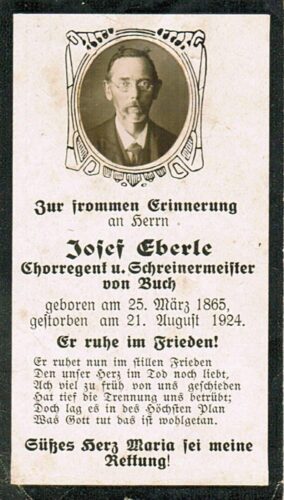 Zur frommen Erinnerung
an Herrn
Josef Eberle
Chorregent u. Schreinermeister
von Buch
geboren am 25. März 1865,
gestorben am 21. August 1924.
Er ruhe im Frieden!
Er ruhet nun im stillen Frieden
Den unser Herz im Tod noch liebt,
Ach viel zu früh von uns geschieden
Hat tief die Trennung uns betrübt;
Doch lag es in des Höchsten Plan
Was Gott tut das ist wohlgetan.
Süßes Herz Maria sei meine
Rettung!